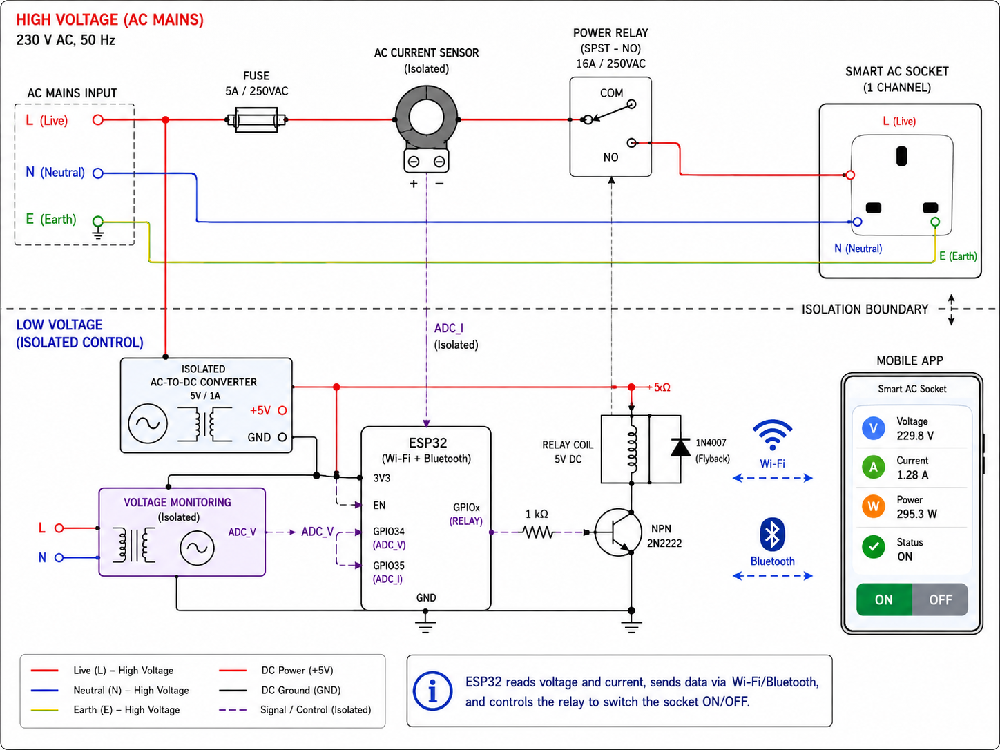 HIGH VOLTAGE (AC MAINS)
230 V AC, 50 Hz
AC MAINS INPUT
L (Live)
N (Neutral)
E (Earth)
FUSE
5A / 250VAC
AC CURRENT SENSOR
(Isolated)
+ −
POWER RELAY
(SPST - NO)
16A / 250VAC
COM
NO
SMART AC SOCKET
(1 CHANNEL)
L (Live)
N (Neutral)
E (Earth)
ISOLATION BOUNDARY
LOW VOLTAGE
(ISOLATED CONTROL)
ADC_I
(Isolated)
ISOLATED
AC-TO-DC CONVERTER
5V / 1A
+5V
GND
+5xΩ
VOLTAGE MONITORING
(Isolated)
ADC_V
L
N
ADC_V
ESP32
(Wi-Fi + Bluetooth)
3V3
EN
GPIO34
(ADC_V)
GPIO35
(ADC_I)
GPIOx
(RELAY)
GND
1 kΩ
RELAY COIL
5V DC
1N4007
(Flyback)
NPN
2N2222
Wi-Fi
Bluetooth
MOBILE APP
Smart AC Socket
V
Voltage
229.8 V
A
Current
1.28 A
W
Power
295.3 W
Status
ON
ON OFF
Live (L) – High Voltage
Neutral (N) – High Voltage
Earth (E) – High Voltage
DC Power (+5V)
DC Ground (GND)
Signal / Control (Isolated)
i
ESP32 reads voltage and current, sends data via Wi-Fi/Bluetooth,
and controls the relay to switch the socket ON/OFF.